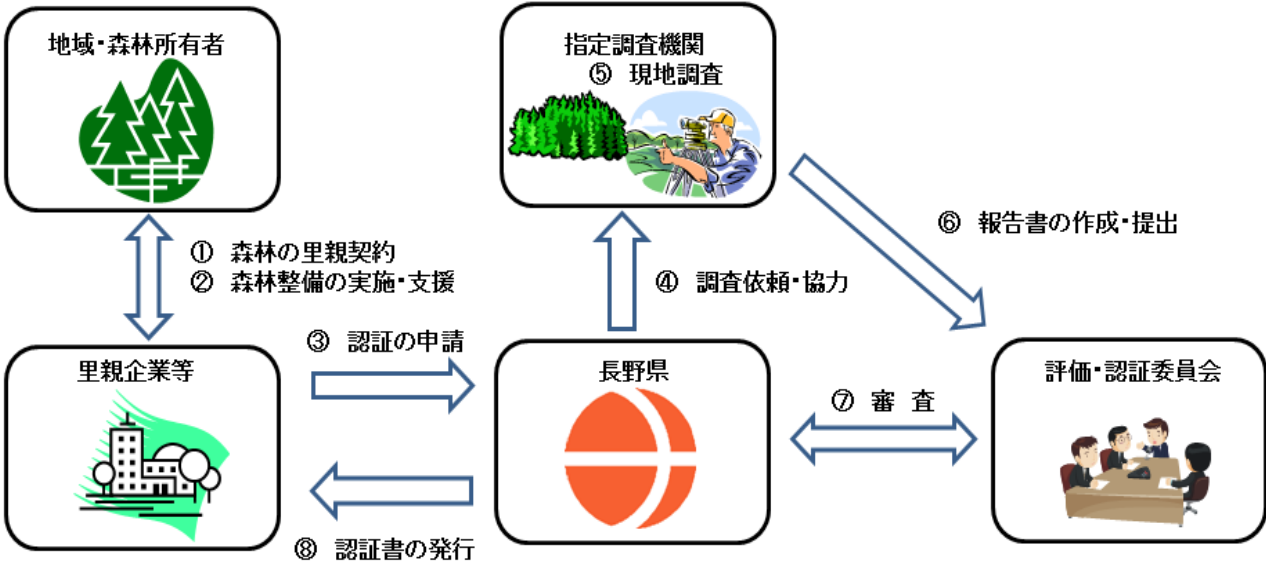 地域・森林所有者
指定調査機関
⑤ 現地調査
⑥ 報告書の作成・提出
① 森林の里親契約
② 森林整備の実施・支援
④ 調査依頼・協力
③ 認証の申請
里親企業等
長野県
⑦ 審 査
評価・認証委員会
⑧ 認証書の発行